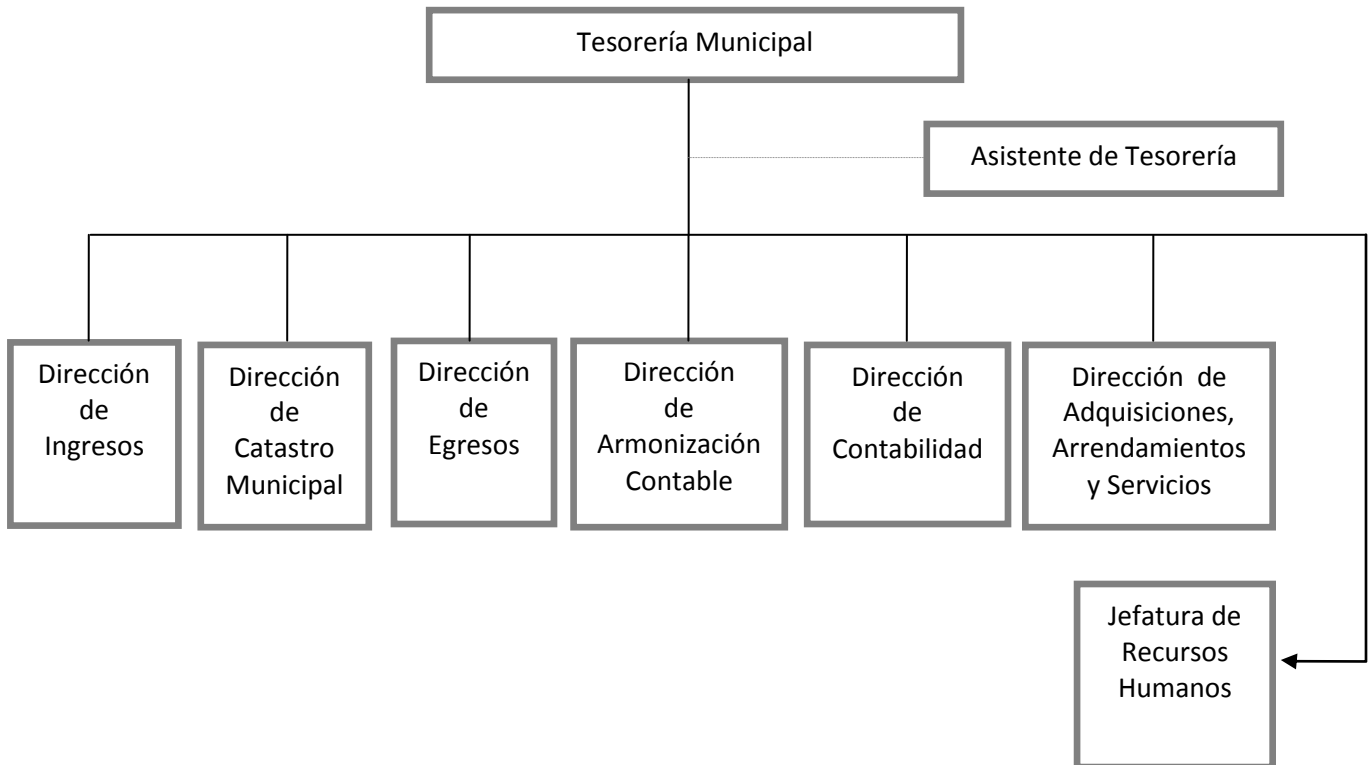 Tesorería Municipal
Asistente de Tesorería
Dirección
de
Ingresos
Dirección
de
Catastro
Municipal
Dirección
de
Egresos
Dirección
de
Armonización
Contable
Dirección
de
Contabilidad
Dirección de
Adquisiciones,
Arrendamientos
y Servicios
Jefatura de
Recursos
Humanos